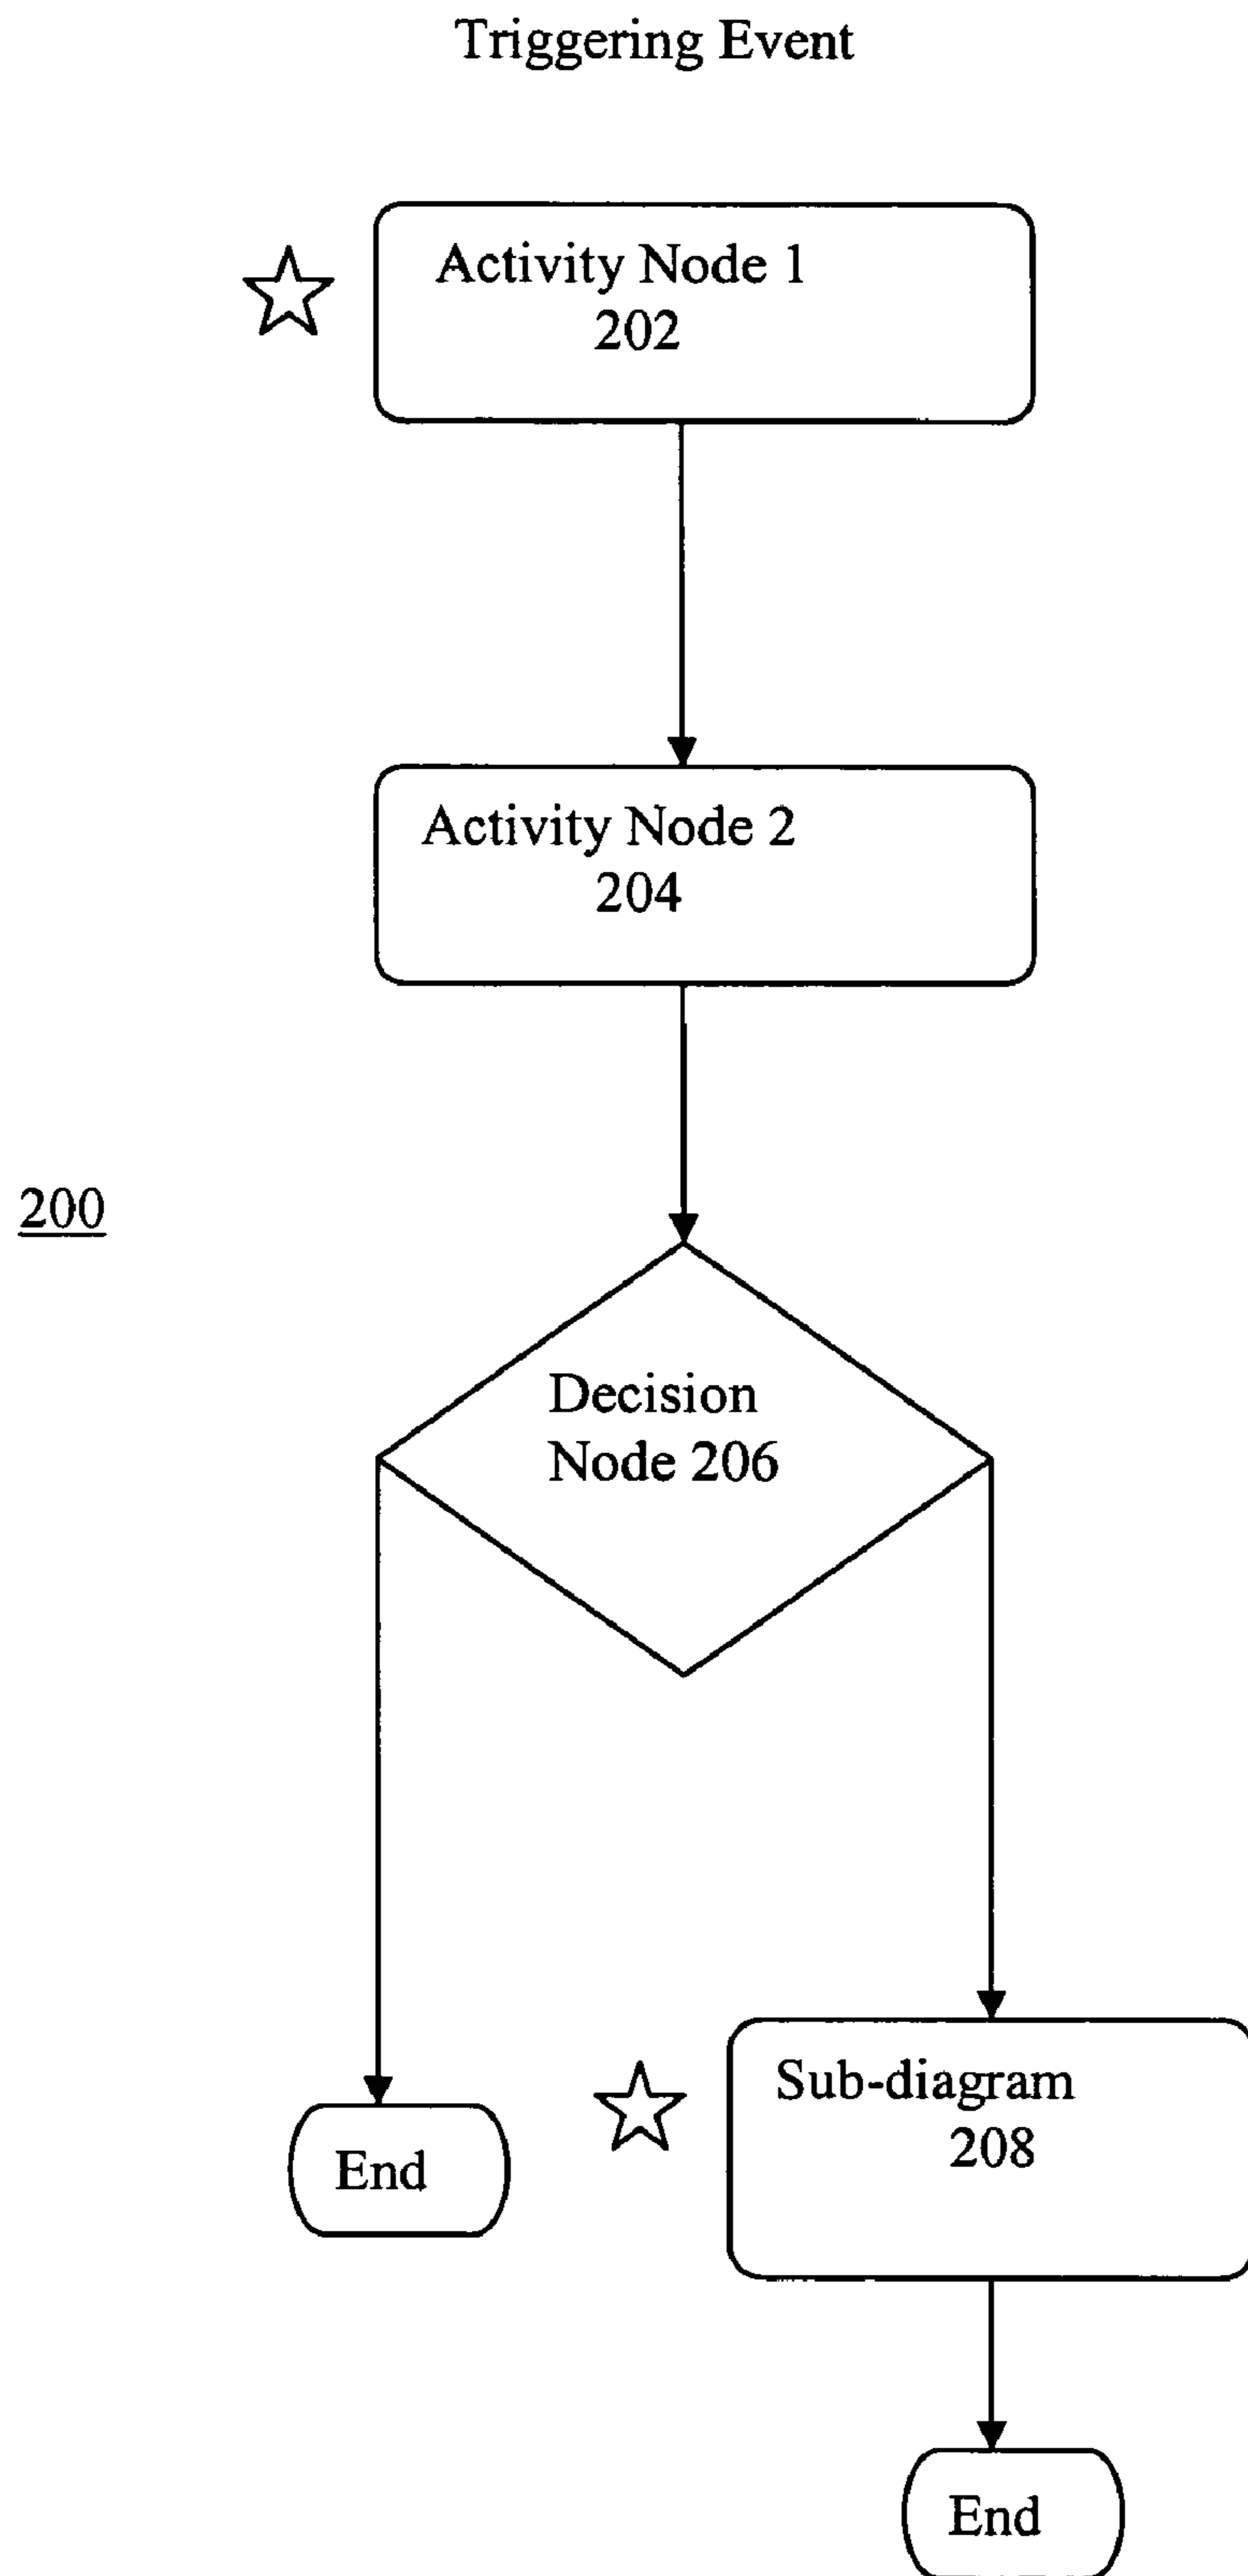 Triggering Event
Activity Node 1
202
Activity Node 2
204
200
Decision
Node 206
Sub-diagram
208
End
End